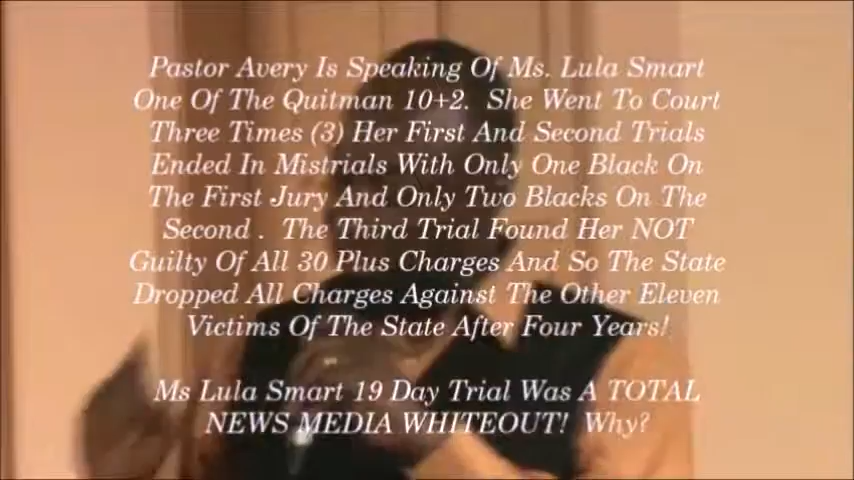 Pastor Avery Is Speaking Of Ms. Lula Smart
One Of The Quitman 10+2. She Went To Court
Three Times (3) Her First And Second Trials
Ended In Mistrials With Only One Black On
The First Jury And Only Two Blacks On The
Second . The Third Trial Found Her NOT
Guilty Of All 30 Plus Charges And So The State
Dropped All Charges Against The Other Eleven
Victims Of The State After Four Years!
Ms Lula Smart 19 Day Trial Was A TOTAL
NEWS MEDIA WHITEOUT! Why?